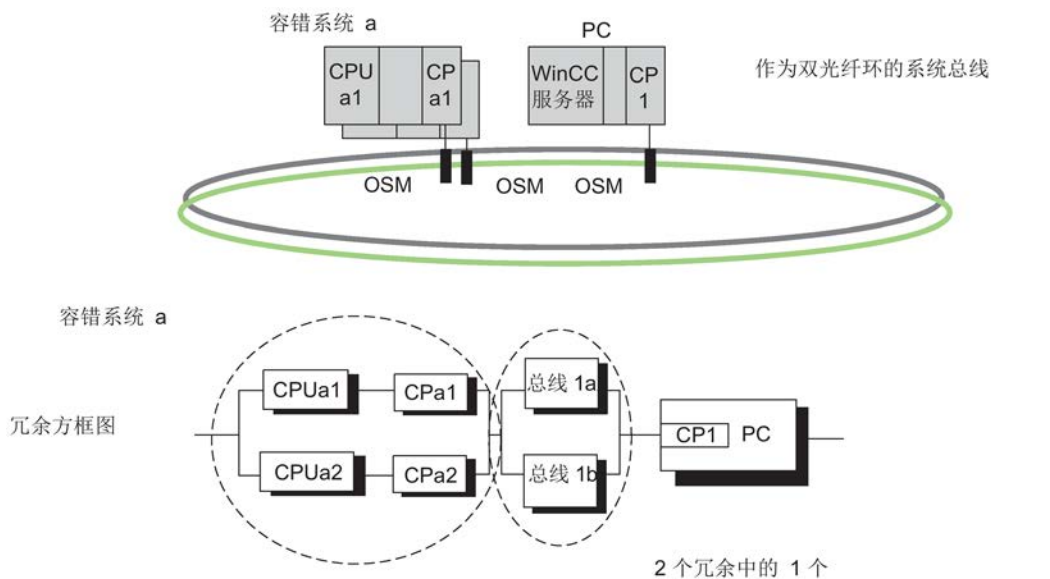 容错系统 a
PC
作为双光纤环的系统总线
CPU
a1
CP
a1
WinCC
服务器
CP
1
OSM
OSM
OSM
容错系统 a
冗余方框图
CPUa1
CPa1
总线 1a
CP1
PC
CPUa2
CPa2
总线 1b
2 个冗余中的 1 个